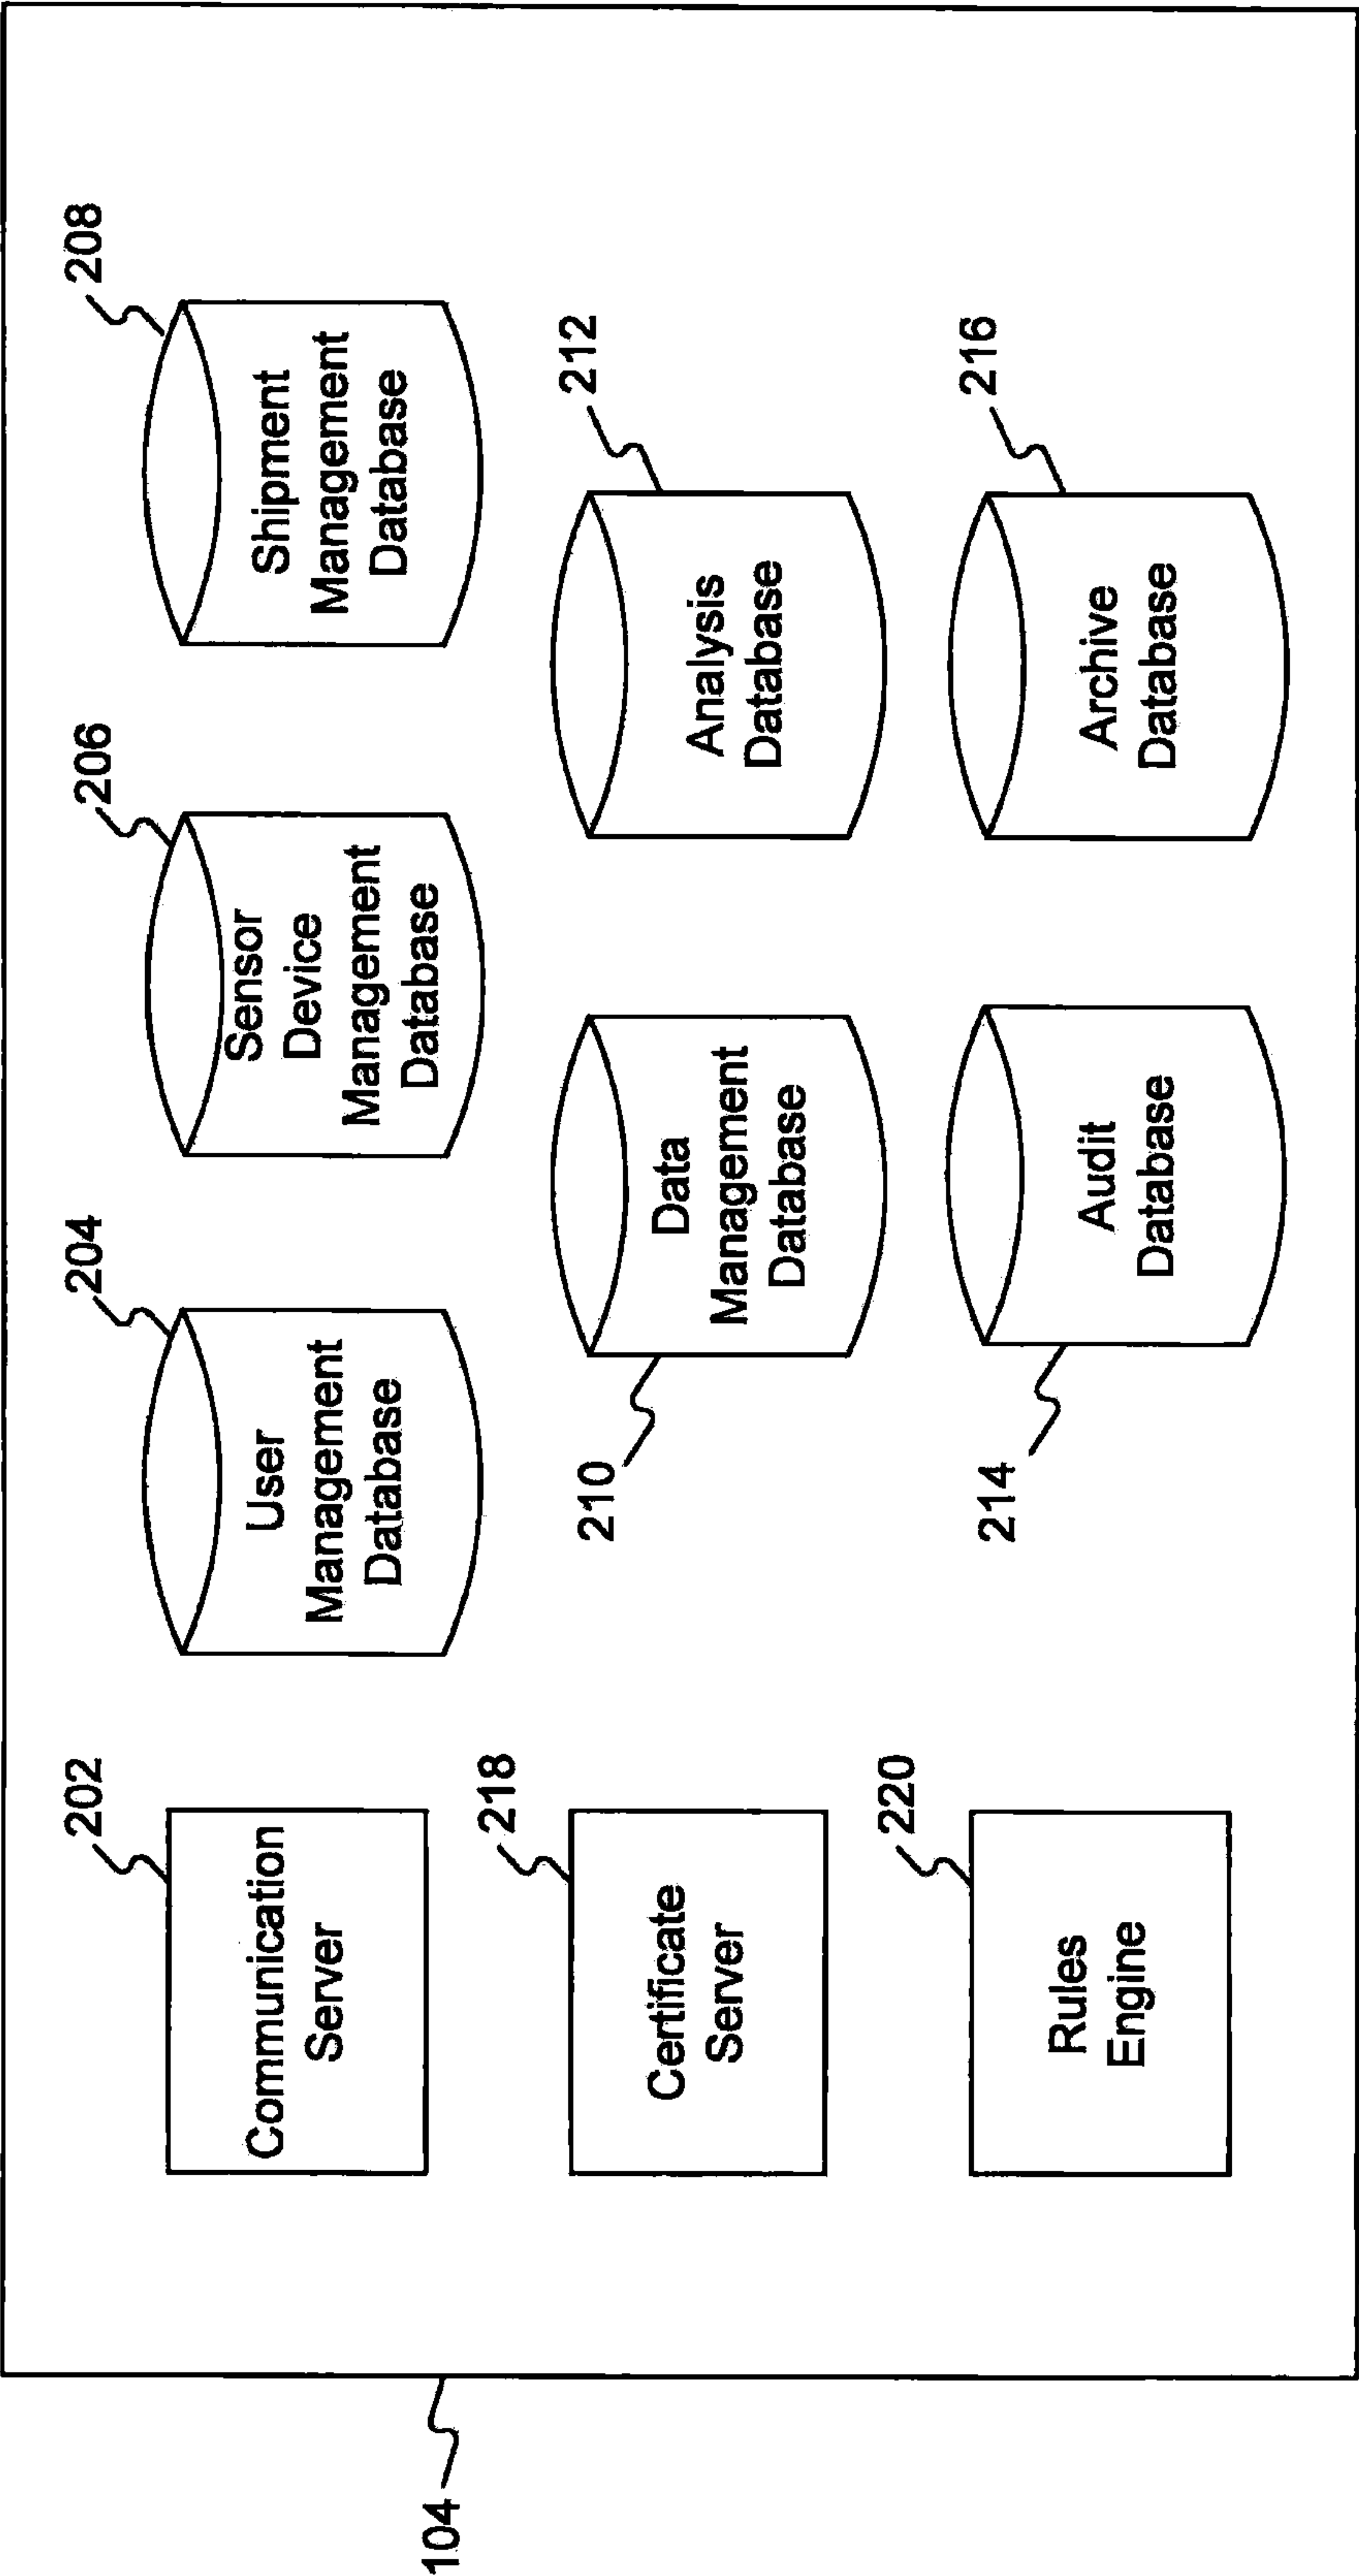 202
Communication
Server
204
User
Management
Database
206
Sensor
Device
Management
Database
208
Shipment
Management
Database
218
Certificate
Server
210
Data
Management
Database
212
Analysis
Database
220
Rules
Engine
214
Audit
Database
216
Archive
Database
104